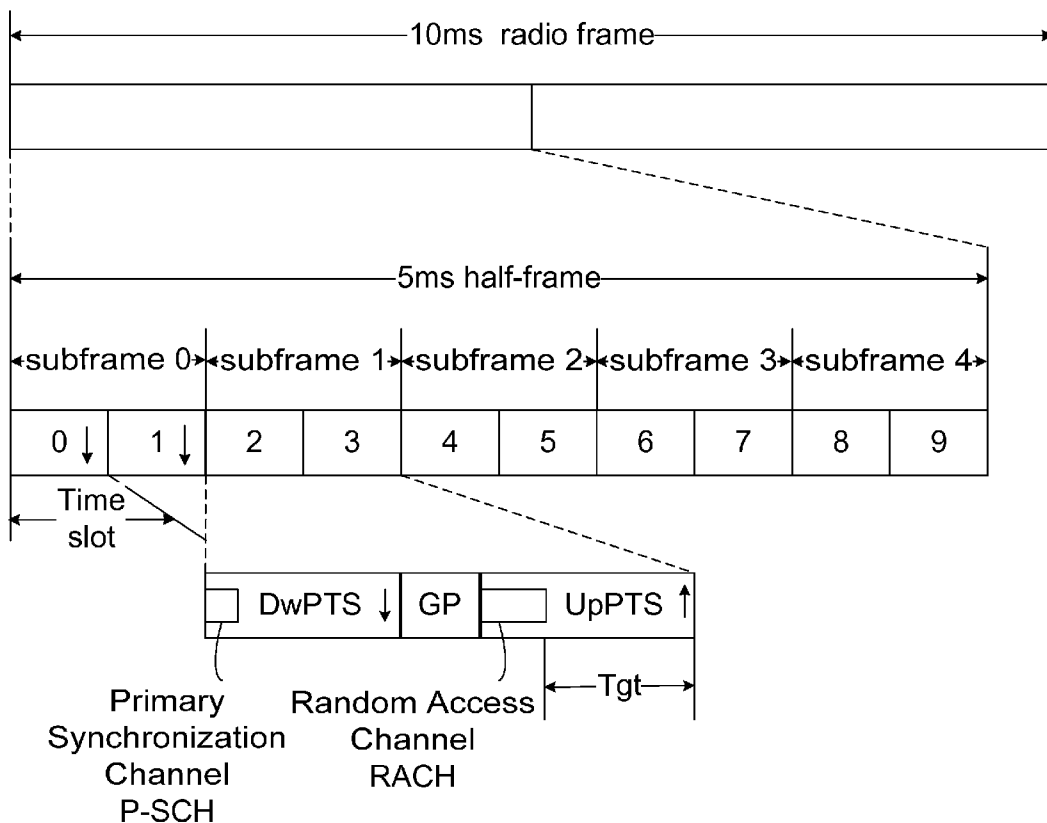 10ms radio frame
5ms half-frame
subframe 0 subframe 1 subframe 2 subframe 3 subframe 4
0 ↓ 1 ↓ 2 3 4 5 6 7 8 9
Time
slot
DwPTS ↓ GP UpPTS ↑
Tgt
Primary
Synchronization
Channel
P-SCH
Random Access
Channel
RACH